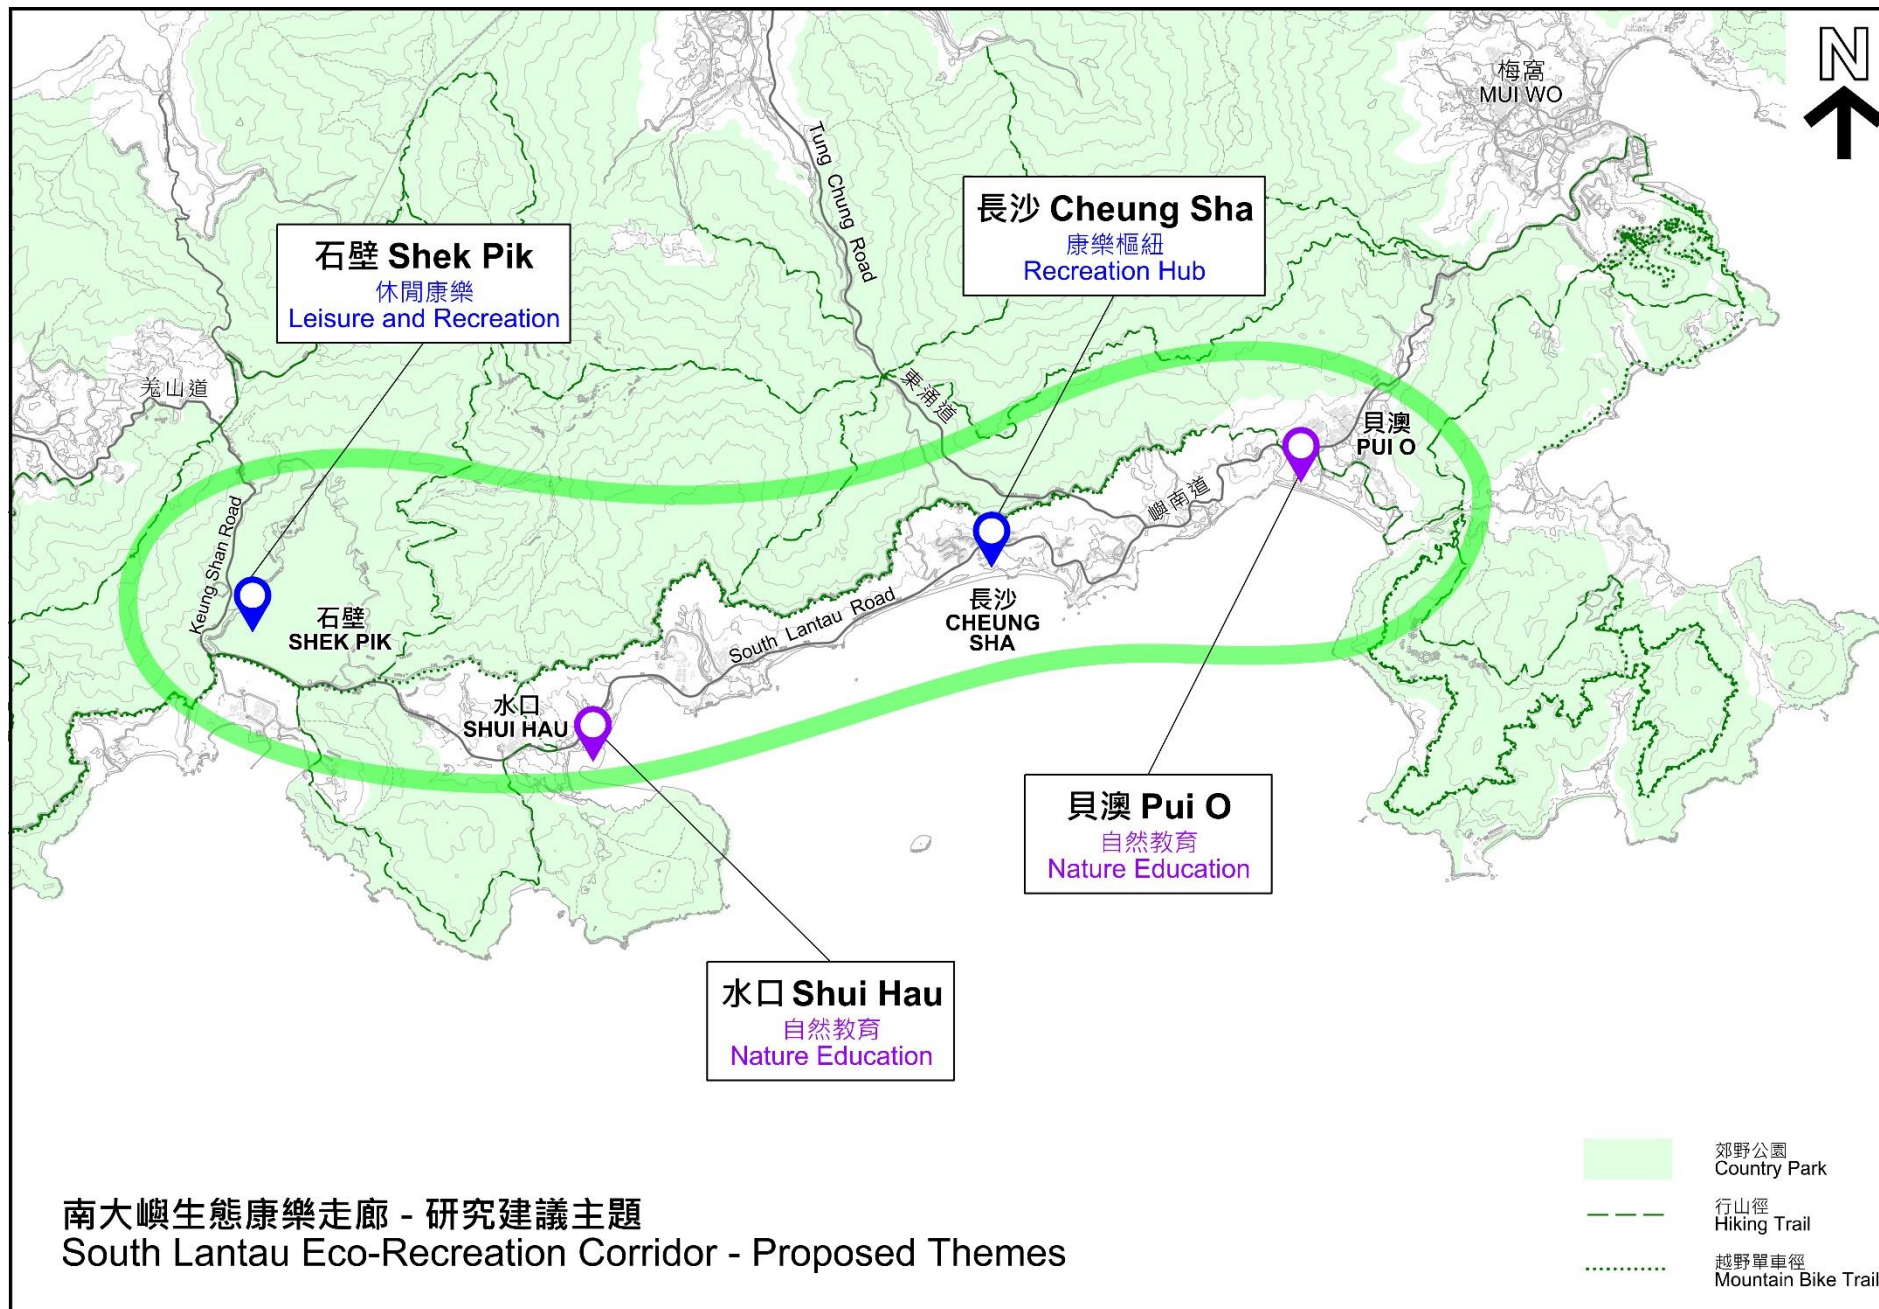 N
梅窩
MUI WO
Tung Chung Road
長沙 Cheung Sha
康樂樞紐
Recreation Hub
石壁 Shek Pik
休閒康樂
Leisure and Recreation
羗山道
東涌道
貝澳
PUI O
嶼南道
Keung Shan Road
石壁
SHEK PIK
South Lantau Road
長沙
CHEUNG
SHA
水口
SHUI HAU
貝澳 Pui O
自然教育
Nature Education
水口 Shui Hau
自然教育
Nature Education
郊野公園
Country Park
行山徑
Hiking Trail
越野單車徑
Mountain Bike Trail
南大嶼生態康樂走廊 - 研究建議主題
South Lantau Eco-Recreation Corridor - Proposed Themes